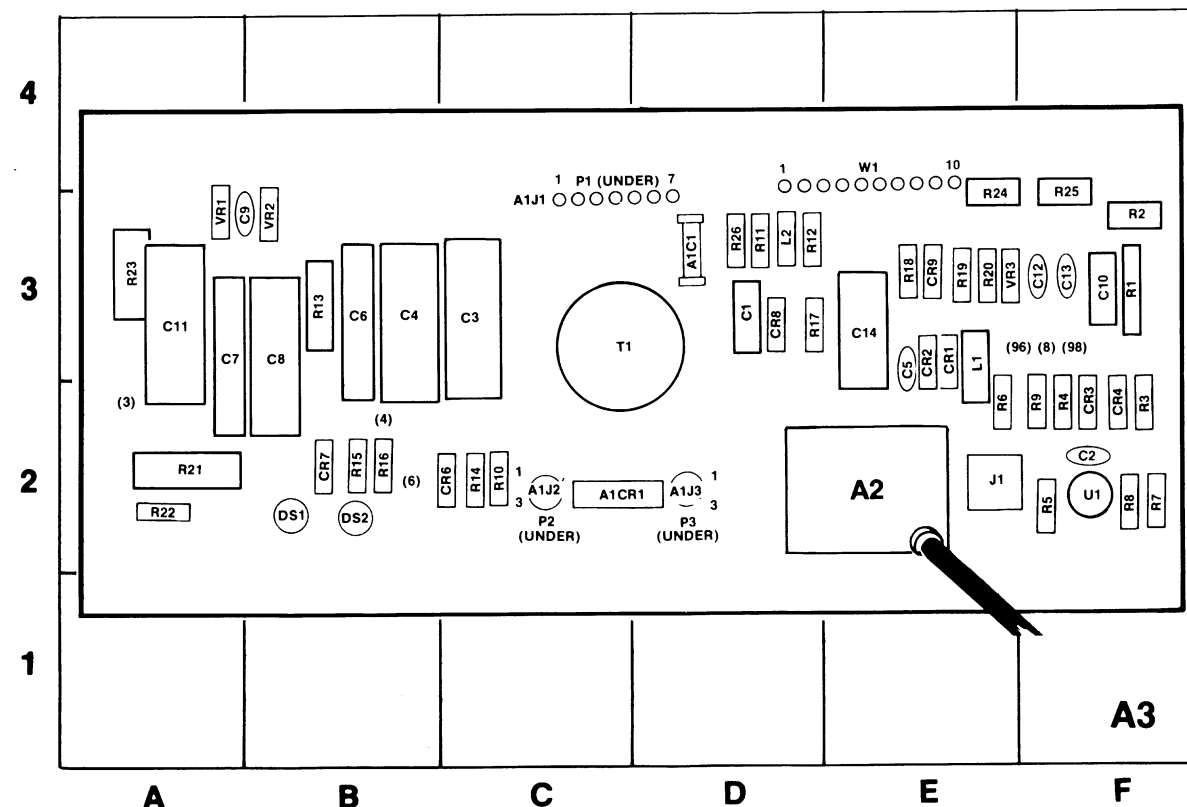 4
1 W1 10
1 P1 (UNDER) 7
A1J1
R24 R25
R2
VR1 C9 VR2
R23
A1C1
R26 R11 L2 R12
R18 CR9 R19 R20 VR3 C12 C13
C10 R1
3
C11 C7 C8 R13 C6 C4 C3
T1
C1 CR8 R17
C14
C5 CR2 CR1 L1
(96) (8) (98)
(3)
(4)
R6 R9 R4 CR3 CR4 R3
2
R21
CR7 R15 R16 (6)
CR6 R14 R10
1 A1J2 3
A1CR1
A1J3 1 3
A2
J1
C2
R5 U1 R8 R7
R22
DS1 DS2
P2
(UNDER)
P3
(UNDER)
1
A3
A B C D E F